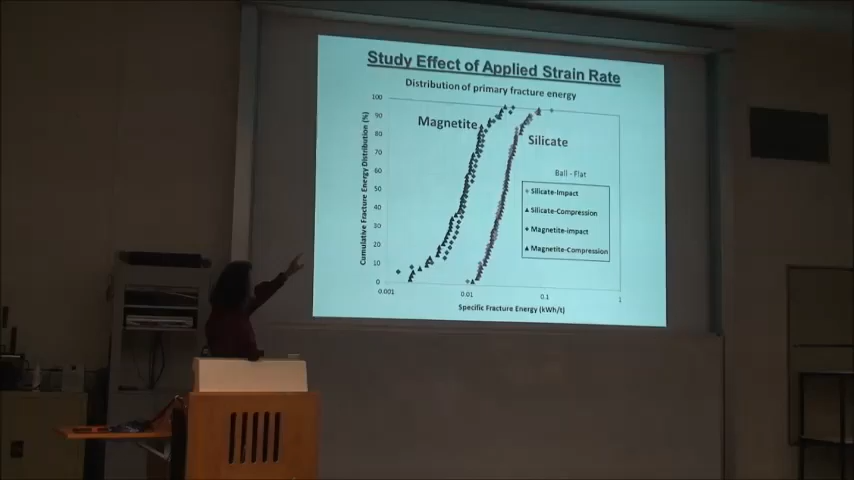 Study Effect of Applied Strain Rate
Distribution of primary fracture energy
Cumulative Fracture Energy Distribution (%)
100
90
80
70
60
50
40
30
20
10
0
0.001
0.01
0.1
1
Specific Fracture Energy (kWh/t)
Magnetite
Silicate
Ball - Flat
Silicate-Impact
Silicate-Compression
Magnetite-Impact
Magnetite-Compression